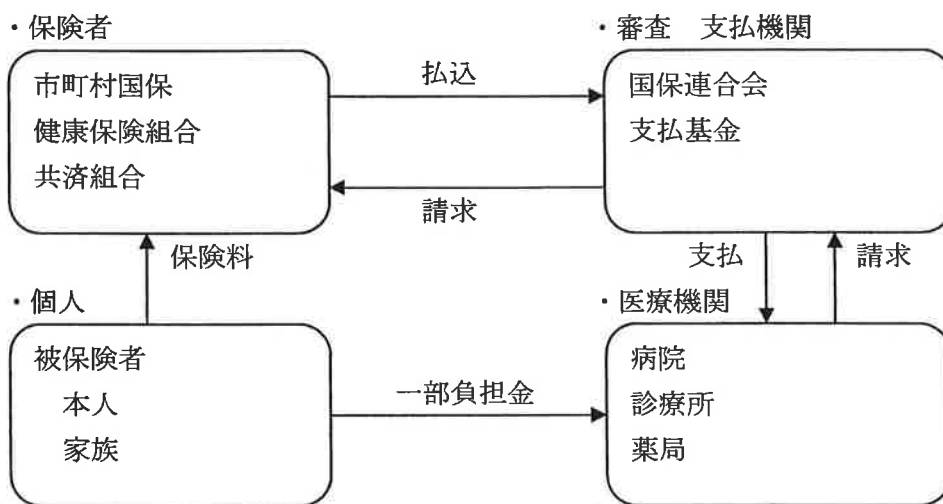 ・保険者
市町村国保
健康保険組合
共済組合
払込
請求
・審査　支払機関
国保連合会
支払基金
保険料
支払
請求
・個人
被保険者
本人
家族
一部負担金
・医療機関
病院
診療所
薬局